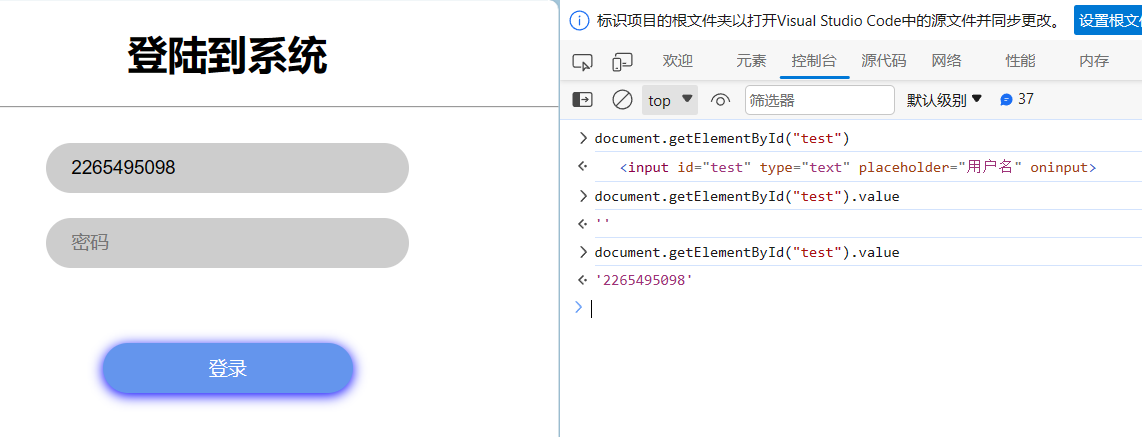 登陆到系统
2265495098
密码
登录
标识项目的根文件夹以打开Visual Studio Code中的源文件并同步更改。 设置根文
欢迎 元素 控制台 源代码 网络 性能 内存
top 筛选器 默认级别 37
document.getElementById("test")
<input id="test" type="text" placeholder="用户名" oninput>
document.getElementById("test").value
''
document.getElementById("test").value
'2265495098'